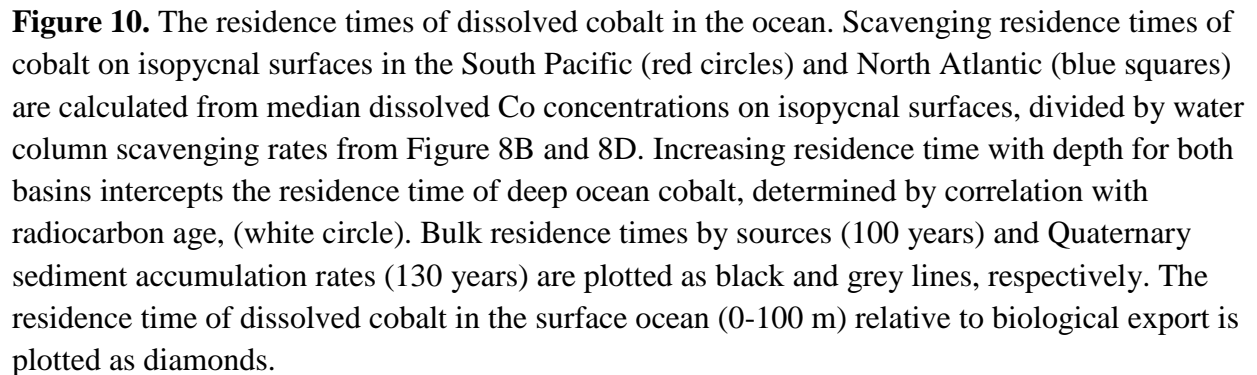 Figure 10. The residence times of dissolved cobalt in the ocean. Scavenging residence times of
cobalt on isopycnal surfaces in the South Pacific (red circles) and North Atlantic (blue squares)
are calculated from median dissolved Co concentrations on isopycnal surfaces, divided by water
column scavenging rates from Figure 8B and 8D. Increasing residence time with depth for both
basins intercepts the residence time of deep ocean cobalt, determined by correlation with
radiocarbon age, (white circle). Bulk residence times by sources (100 years) and Quaternary
sediment accumulation rates (130 years) are plotted as black and grey lines, respectively. The
residence time of dissolved cobalt in the surface ocean (0-100 m) relative to biological export is
plotted as diamonds.